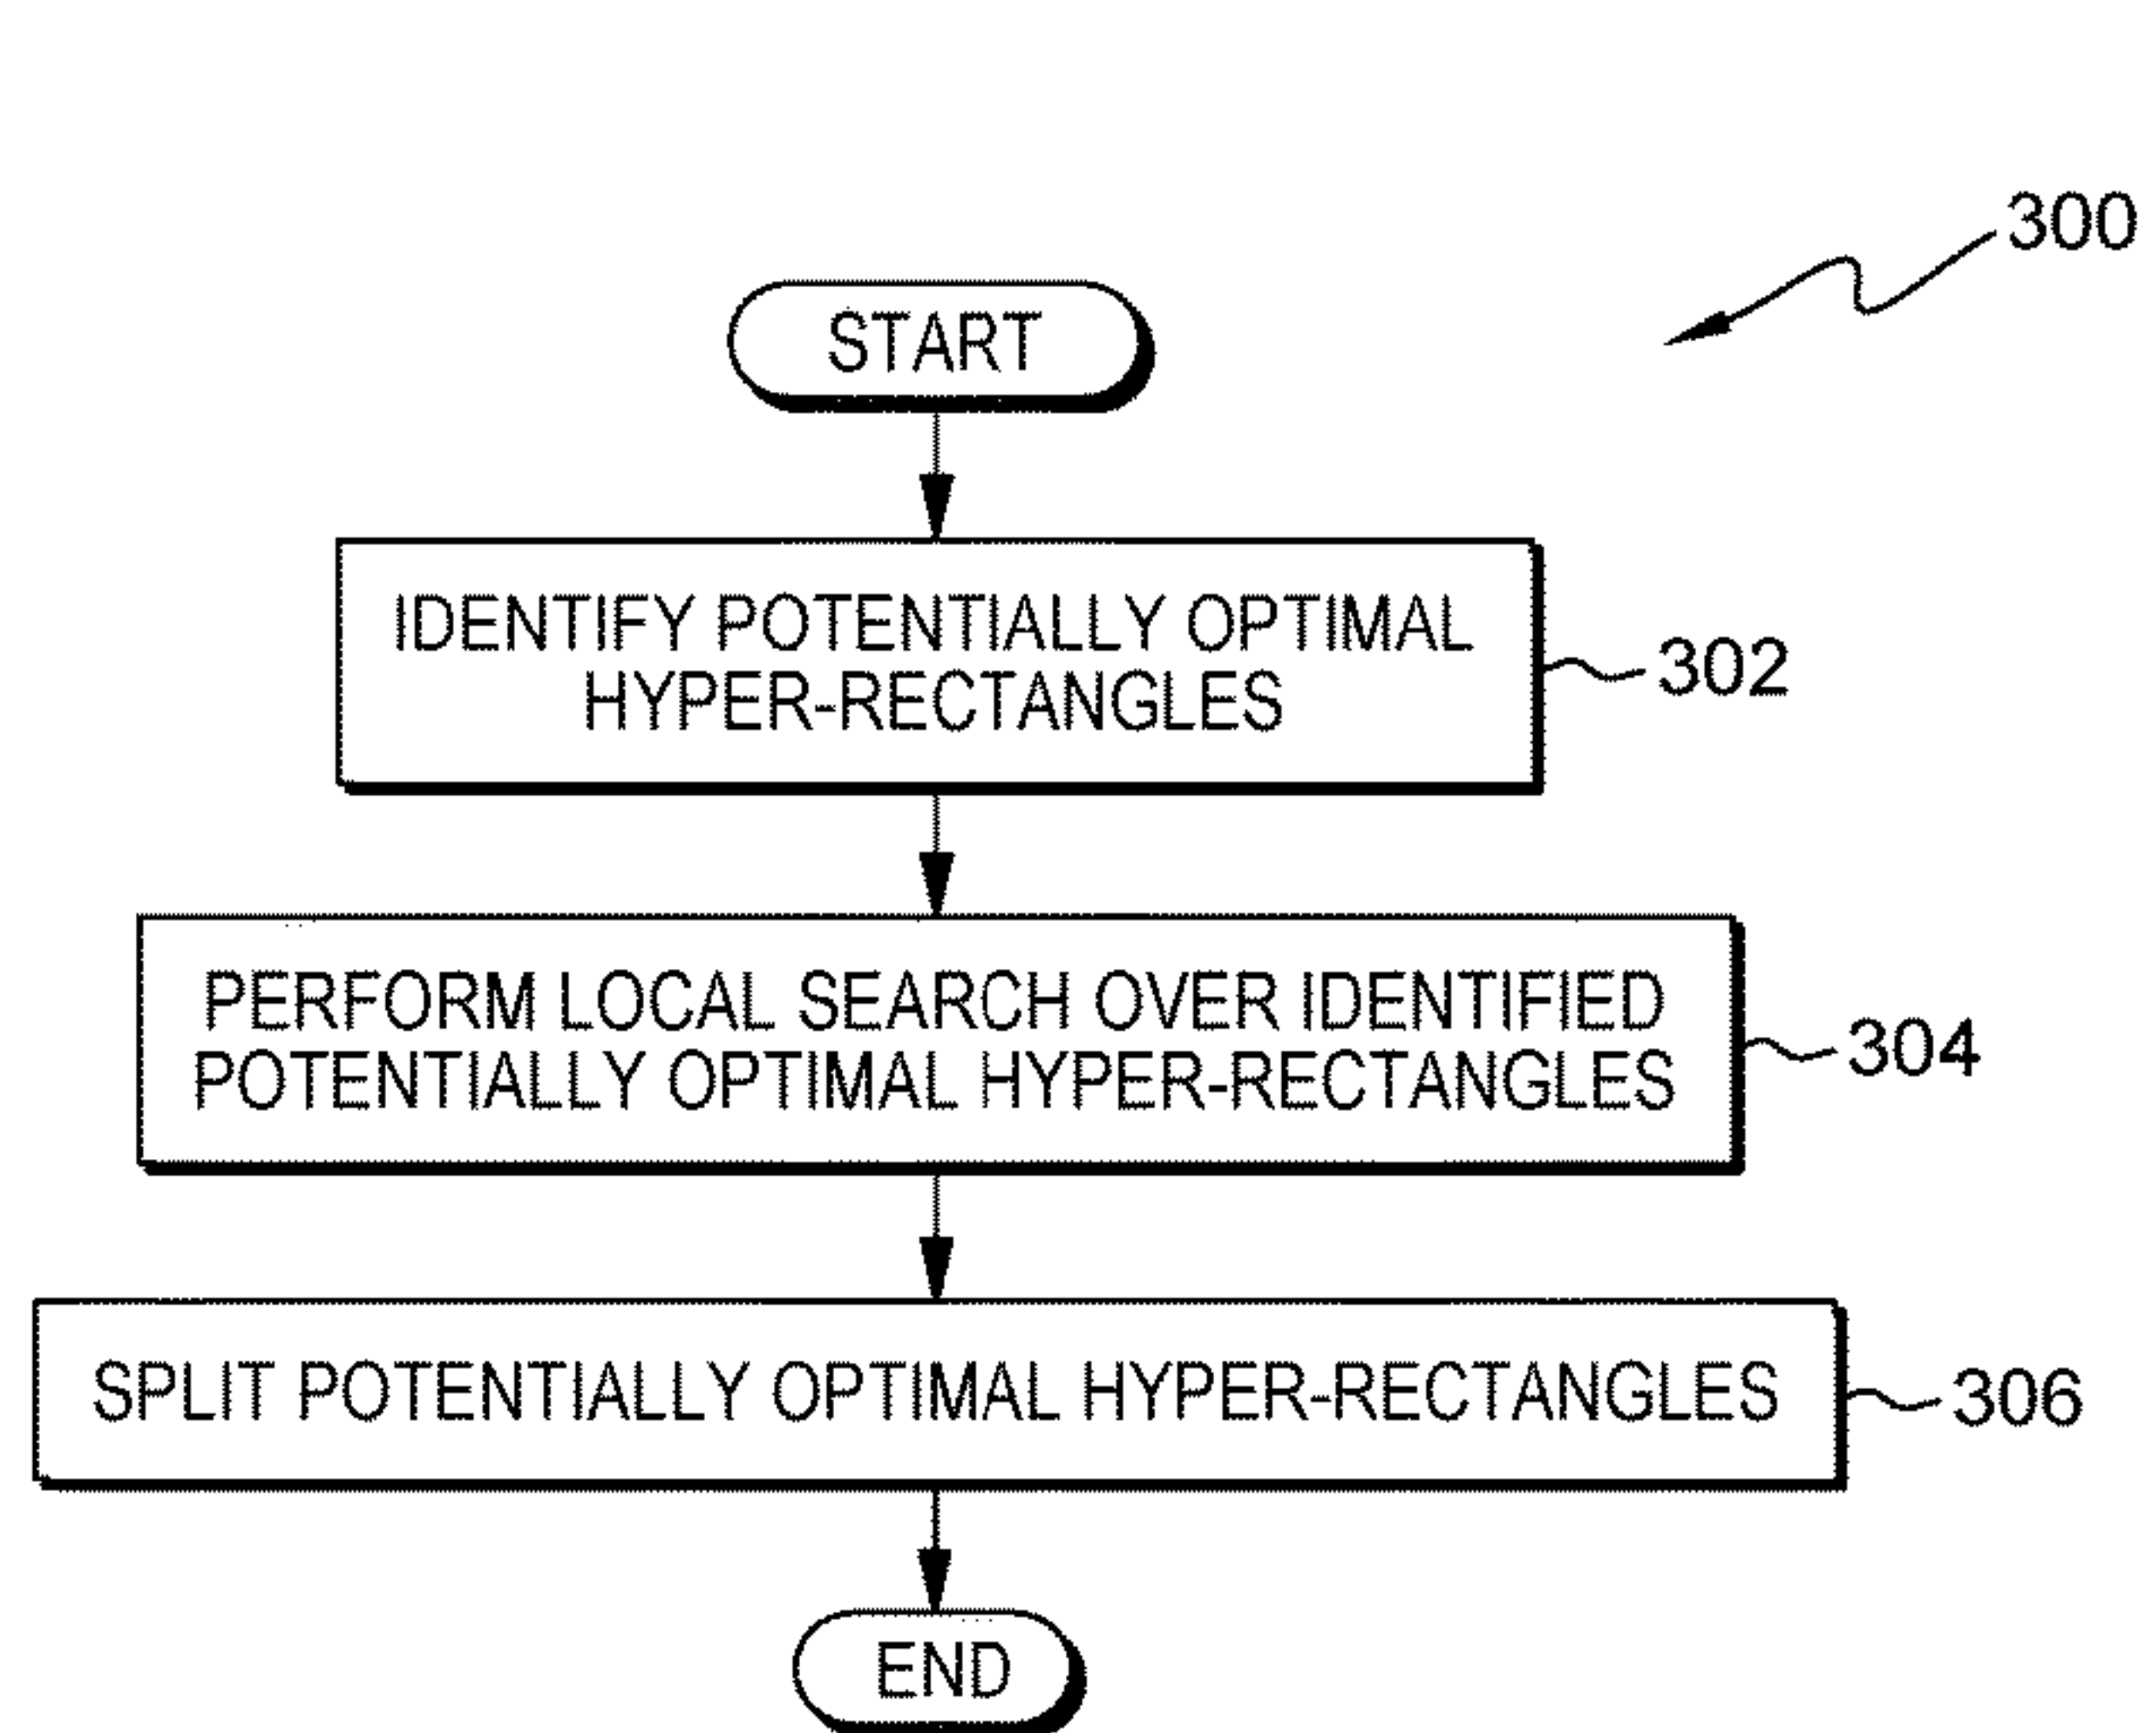 300
START
IDENTIFY POTENTIALLY OPTIMAL
HYPER-RECTANGLES
302
PERFORM LOCAL SEARCH OVER IDENTIFIED
POTENTIALLY OPTIMAL HYPER-RECTANGLES
304
SPLIT POTENTIALLY OPTIMAL HYPER-RECTANGLES
306
END